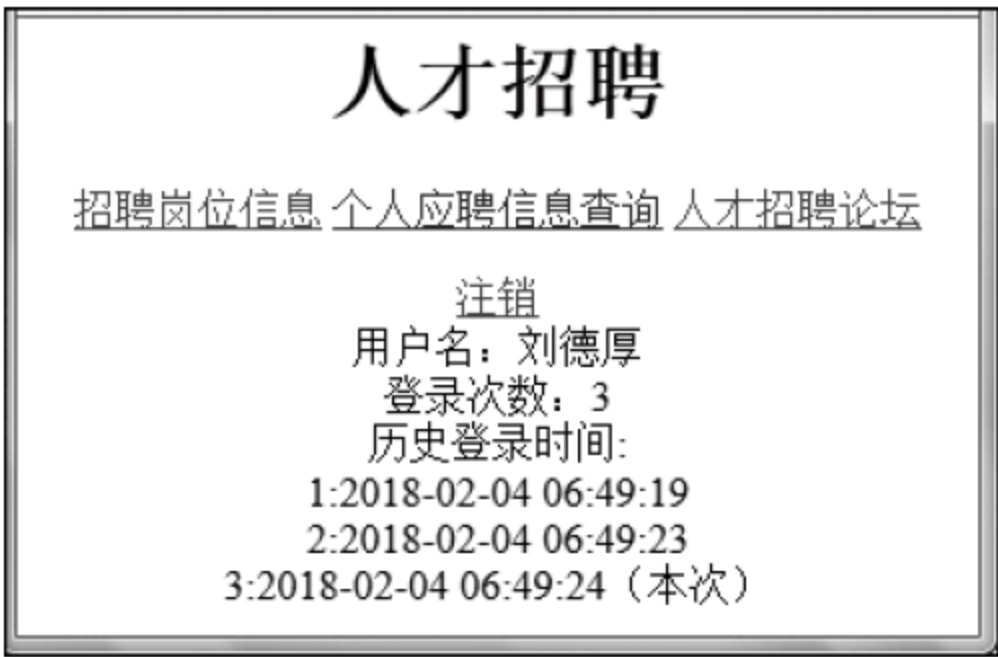 人才招聘
招聘岗位信息 个人应聘信息查询 人才招聘论坛
注销
用户名：刘德厚
登录次数：3
历史登录时间:
1:2018-02-04 06:49:19
2:2018-02-04 06:49:23
3:2018-02-04 06:49:24（本次）